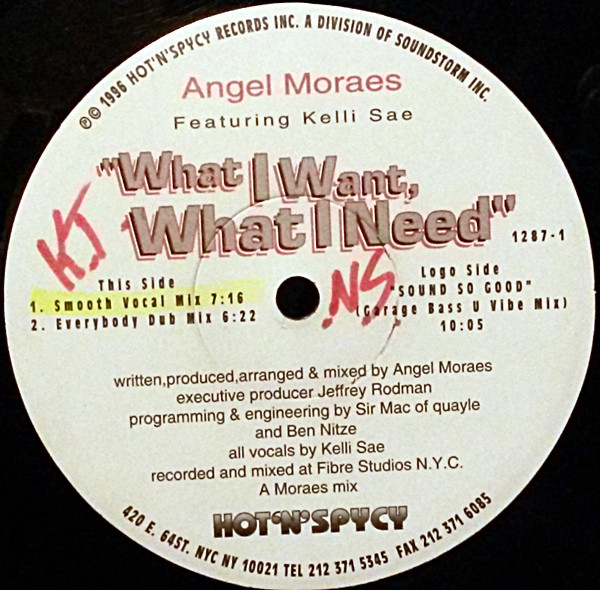 ℗© 1996 HOT'N'SPYCY RECORDS INC. A DIVISION OF SOUNDSTORM INC.
Angel Moraes
Featuring Kelli Sae
"What I Want,
What I Need"
1287-1
KJ
This Side
1. Smooth Vocal Mix 7:16
2. Everybody Dub Mix 6:22
.N.S.
Logo Side
"SOUND SO GOOD"
(Garage Bass U Vibe Mix)
10:05
written,produced,arranged & mixed by Angel Moraes
executive producer Jeffrey Rodman
programming & engineering by Sir Mac of quayle
and Ben Nitze
all vocals by Kelli Sae
recorded and mixed at Fibre Studios N.Y.C.
A Moraes mix
HOT'N'SPYCY
420 E. 64ST. NYC NY 10021 TEL 212 371 5345 FAX 212 371 6085